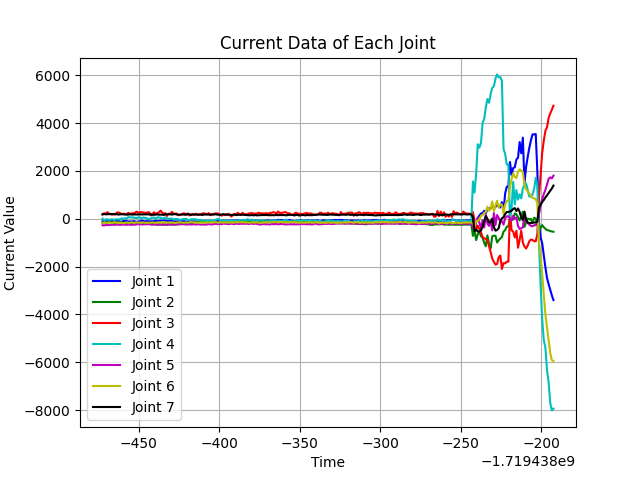 Current Data of Each Joint
6000
4000
2000
0
−2000
−4000
−6000
−8000
Current Value
Joint 1
Joint 2
Joint 3
Joint 4
Joint 5
Joint 6
Joint 7
−450 −400 −350 −300 −250 −200
Time
−1.719438e9